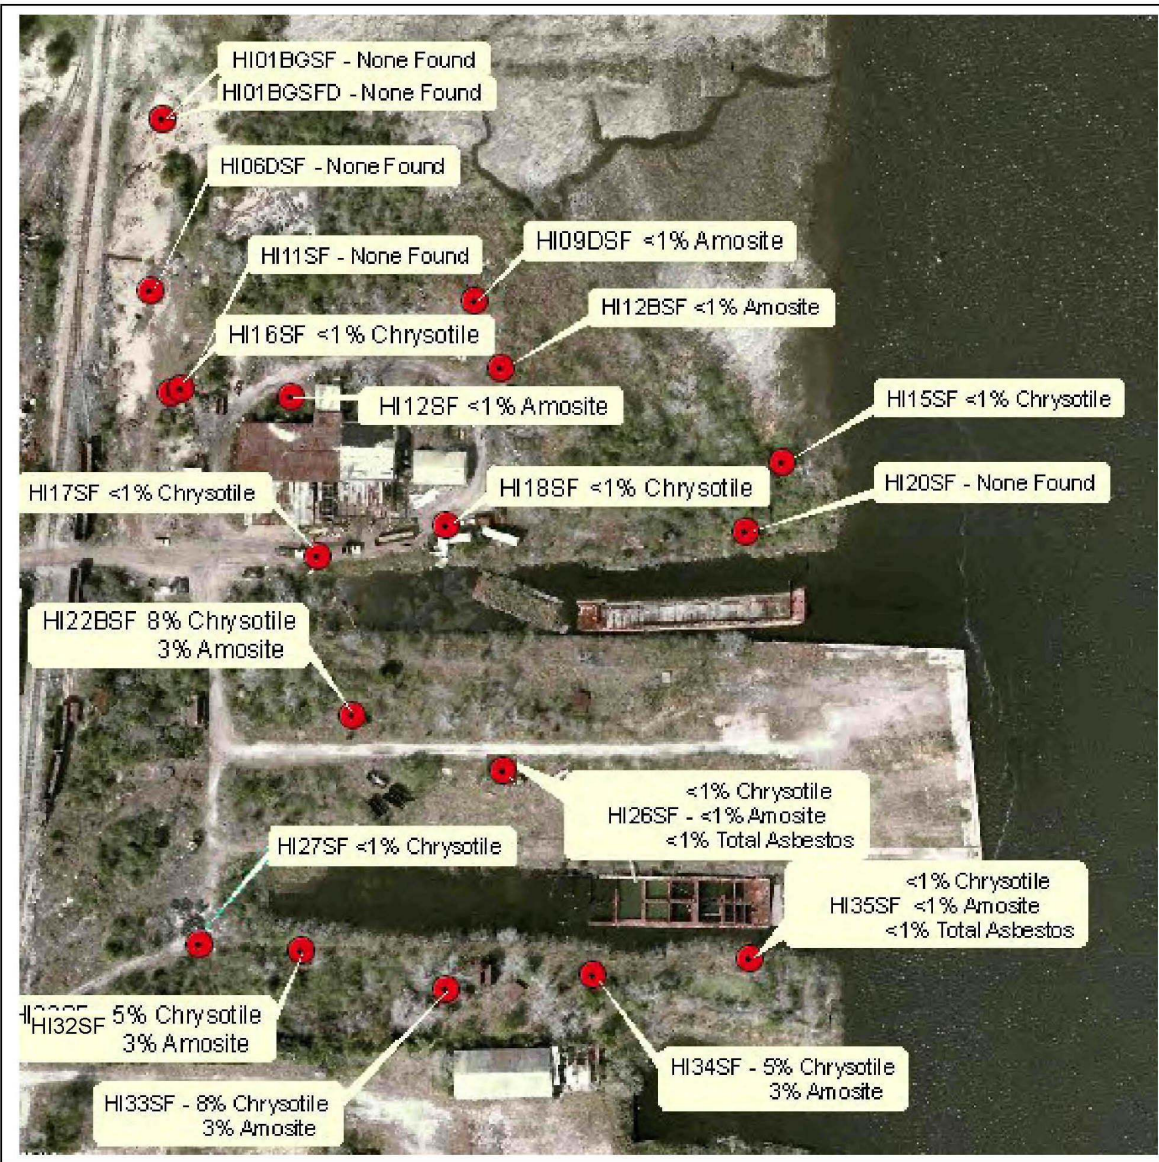 HI01BGSF - None Found
HI01BGSFD - None Found
HI06DSF - None Found
HI09DSF <1% Amosite
HI11SF - None Found
HI12BSF <1% Amosite
HI16SF <1% Chrysotile
HI12SF <1% Amosite
HI15SF <1% Chrysotile
HI17SF <1% Chrysotile
HI18SF <1% Chrysotile
HI20SF - None Found
HI22BSF 8% Chrysotile
3% Amosite
<1% Chrysotile
HI26SF - <1% Amosite
<1% Total Asbestos
HI27SF <1% Chrysotile
<1% Chrysotile
HI35SF <1% Amosite
<1% Total Asbestos
HI32SF 5% Chrysotile
3% Amosite
HI34SF - 5% Chrysotile
3% Amosite
HI33SF - 8% Chrysotile
3% Amosite